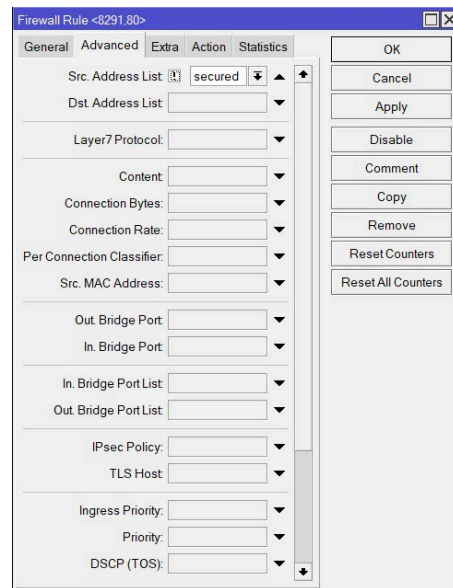 Firewall Rule <8291,80>
General Advanced Extra Action Statistics
Src. Address List: ! secured
Dst. Address List:
Layer7 Protocol:
Content:
Connection Bytes:
Connection Rate:
Per Connection Classifier:
Src. MAC Address:
Out. Bridge Port:
In. Bridge Port:
In. Bridge Port List:
Out. Bridge Port List:
IPsec Policy:
TLS Host:
Ingress Priority:
Priority:
DSCP (TOS):
OK
Cancel
Apply
Disable
Comment
Copy
Remove
Reset Counters
Reset All Counters